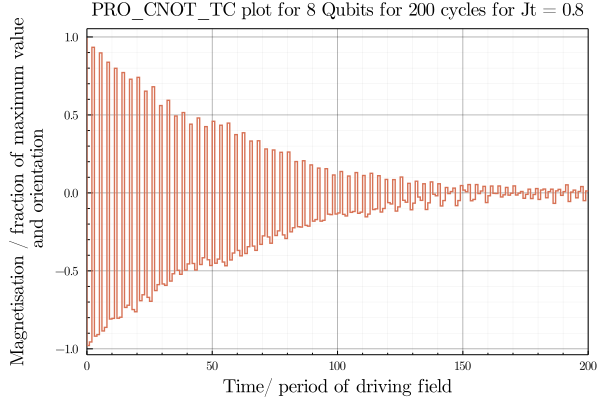 PRO_CNOT_TC plot for 8 Qubits for 200 cycles for Jt = 0.8
Magnetisation / fraction of maximum value
and orientation
1.0
0.5
0.0
−0.5
−1.0
0
50
100
150
200
Time/ period of driving field